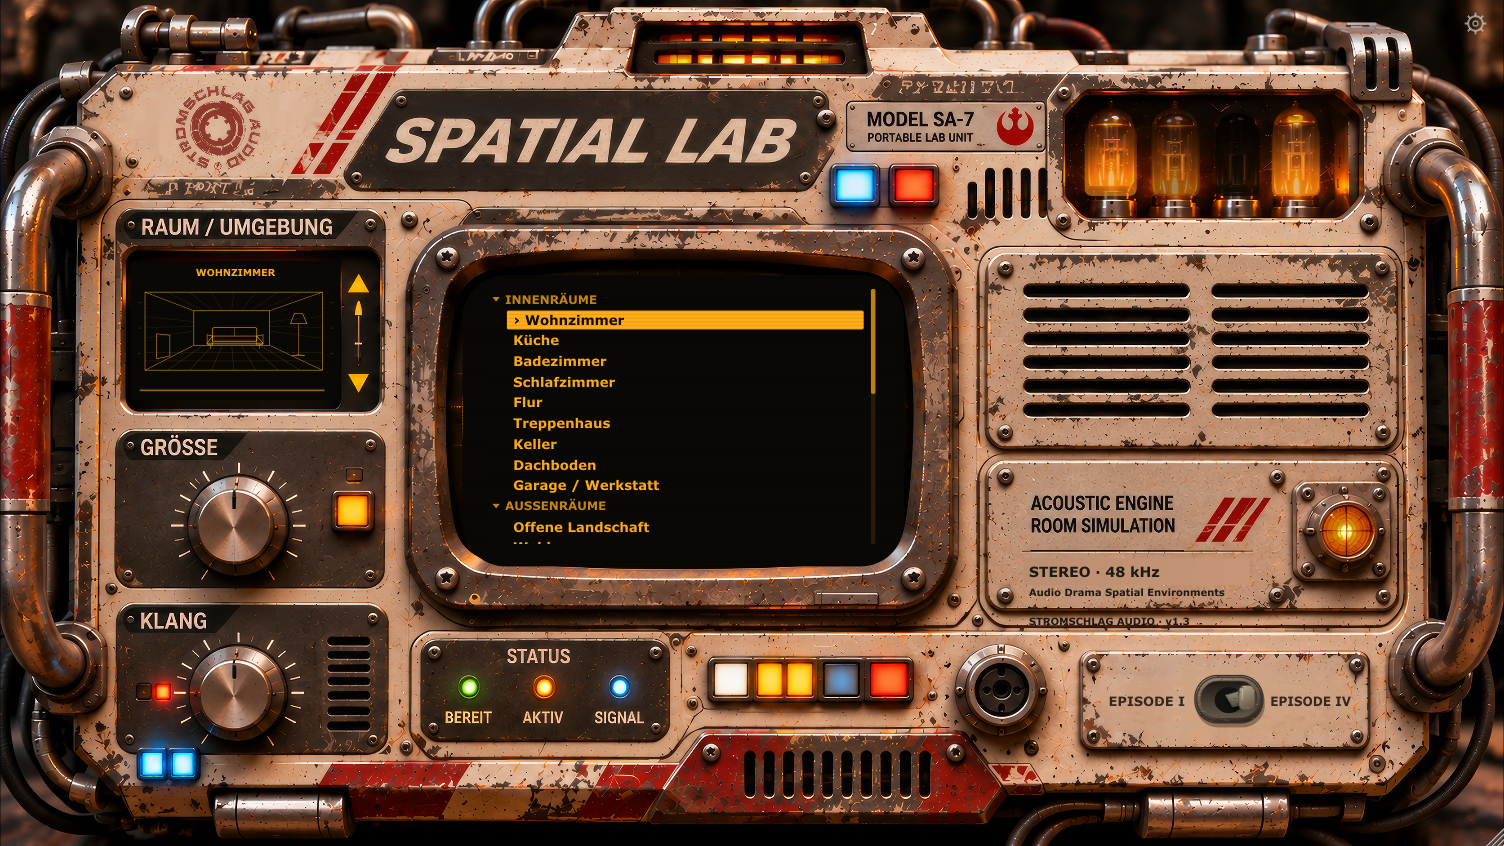 STROMSCHLAG AUDIO
SPATIAL LAB
MODEL SA-7
PORTABLE LAB UNIT
RAUM / UMGEBUNG
WOHNZIMMER
INNENRÄUME
› Wohnzimmer
Küche
Badezimmer
Schlafzimmer
Flur
Treppenhaus
Keller
Dachboden
Garage / Werkstatt
AUSSENRÄUME
Offene Landschaft
GRÖSSE
KLANG
ACOUSTIC ENGINE
ROOM SIMULATION
STEREO · 48 kHz
Audio Drama Spatial Environments
STROMSCHLAG AUDIO · v1.3
STATUS
BEREIT
AKTIV
SIGNAL
EPISODE I
EPISODE IV